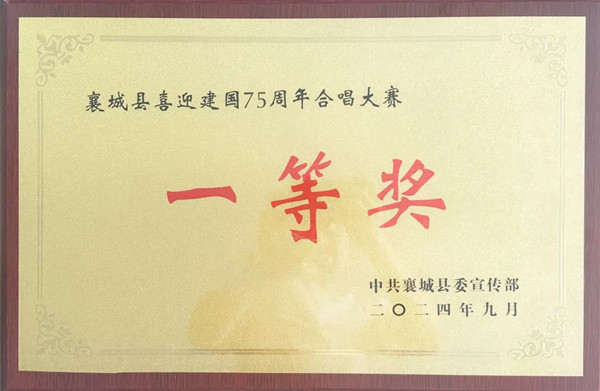 襄城县喜迎建国75周年合唱大赛
一等奖
中共襄城县委宣传部
二〇二四年九月